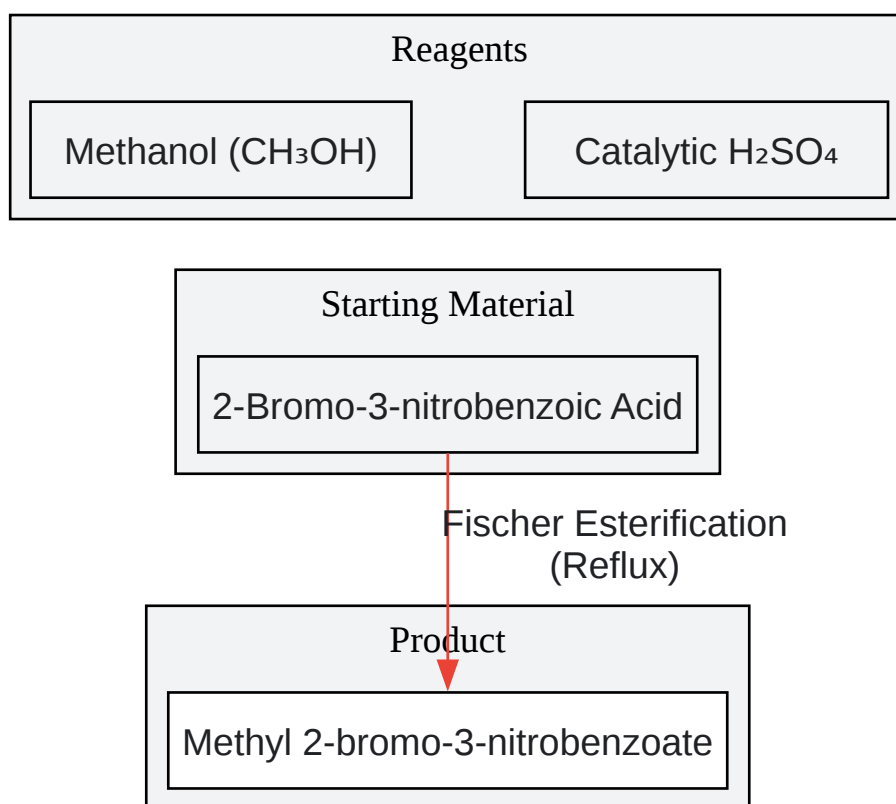 Reagents
Methanol (CH₃OH)
Catalytic H₂SO₄
Starting Material
2-Bromo-3-nitrobenzoic Acid
Fischer Esterification
(Reflux)
Product
Methyl 2-bromo-3-nitrobenzoate